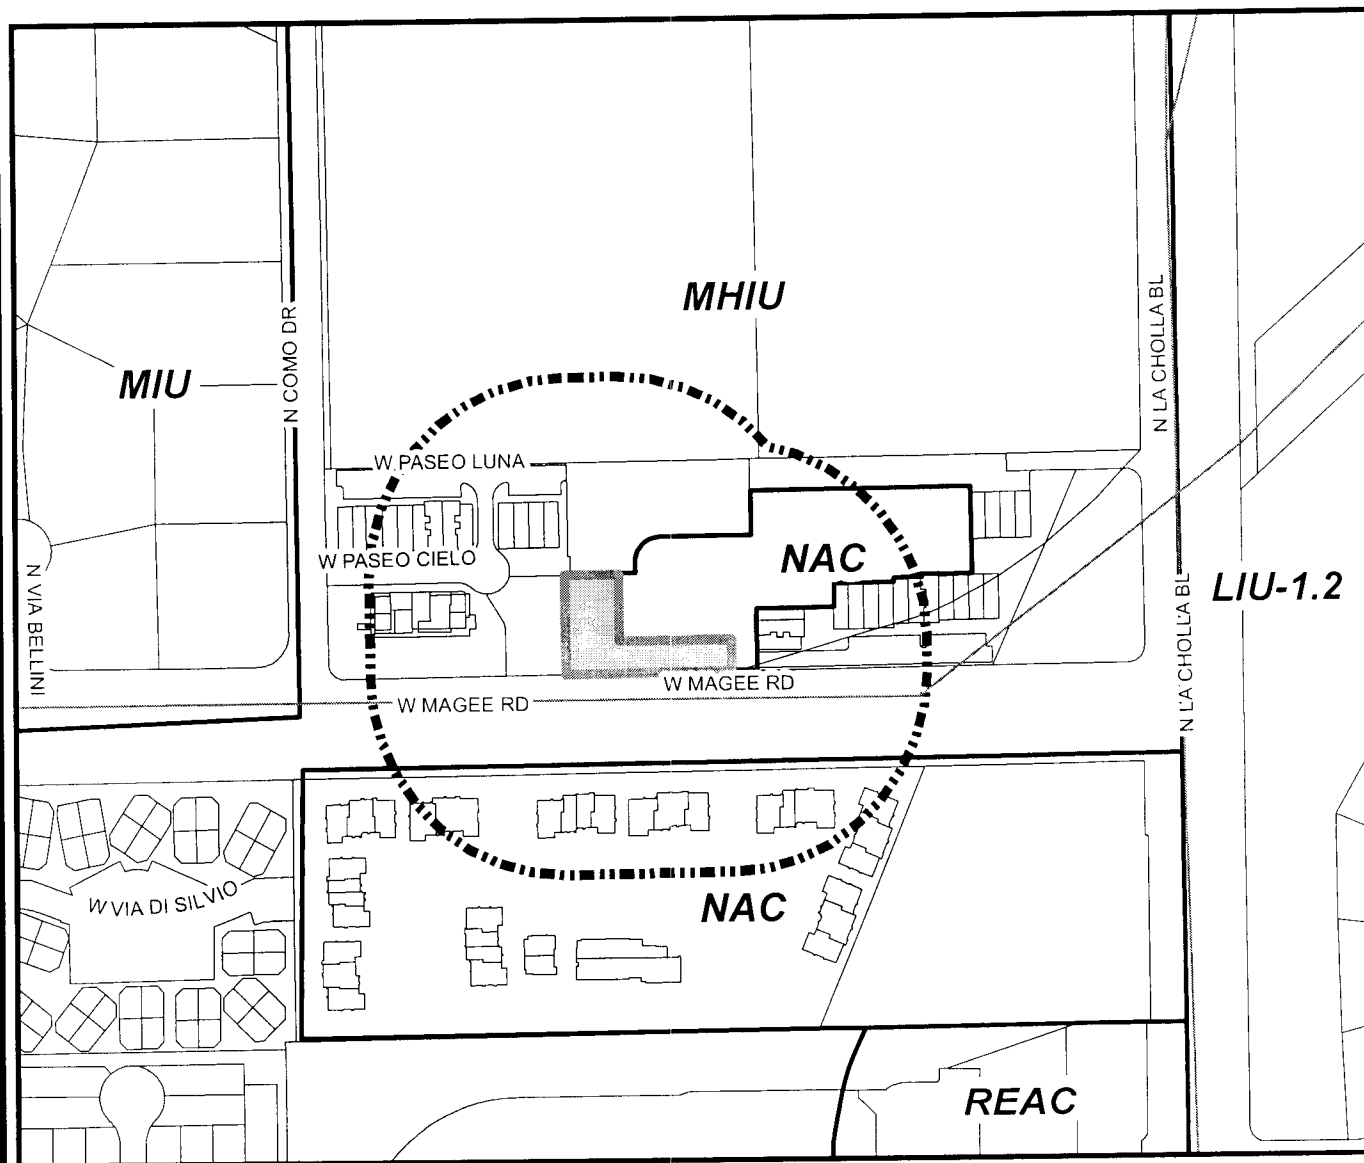 MHIU
N LA CHOLLA BL
N COMO DR
MIU
W PASEO LUNA
W PASEO CIELO
NAC
N VIA BELLINI
LIU-1.2
N LA CHOLLA BL
W MAGEE RD
W MAGEE RD
W VIA DI SILVIO
NAC
REAC